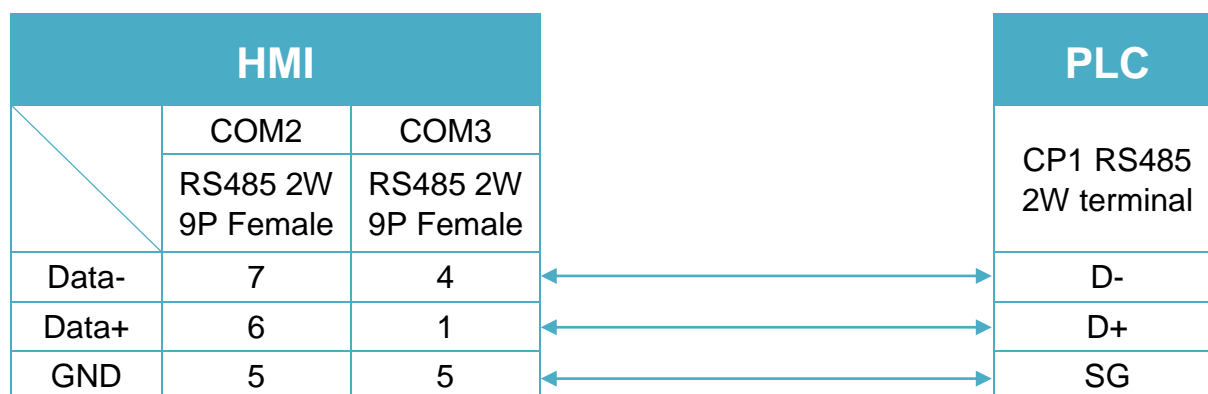 HMI PLC
COM2 COM3
CP1 RS485
2W terminal
RS485 2W RS485 2W
9P Female 9P Female
Data- 7 4 D-
Data+ 6 1 D+
GND 5 5 SG